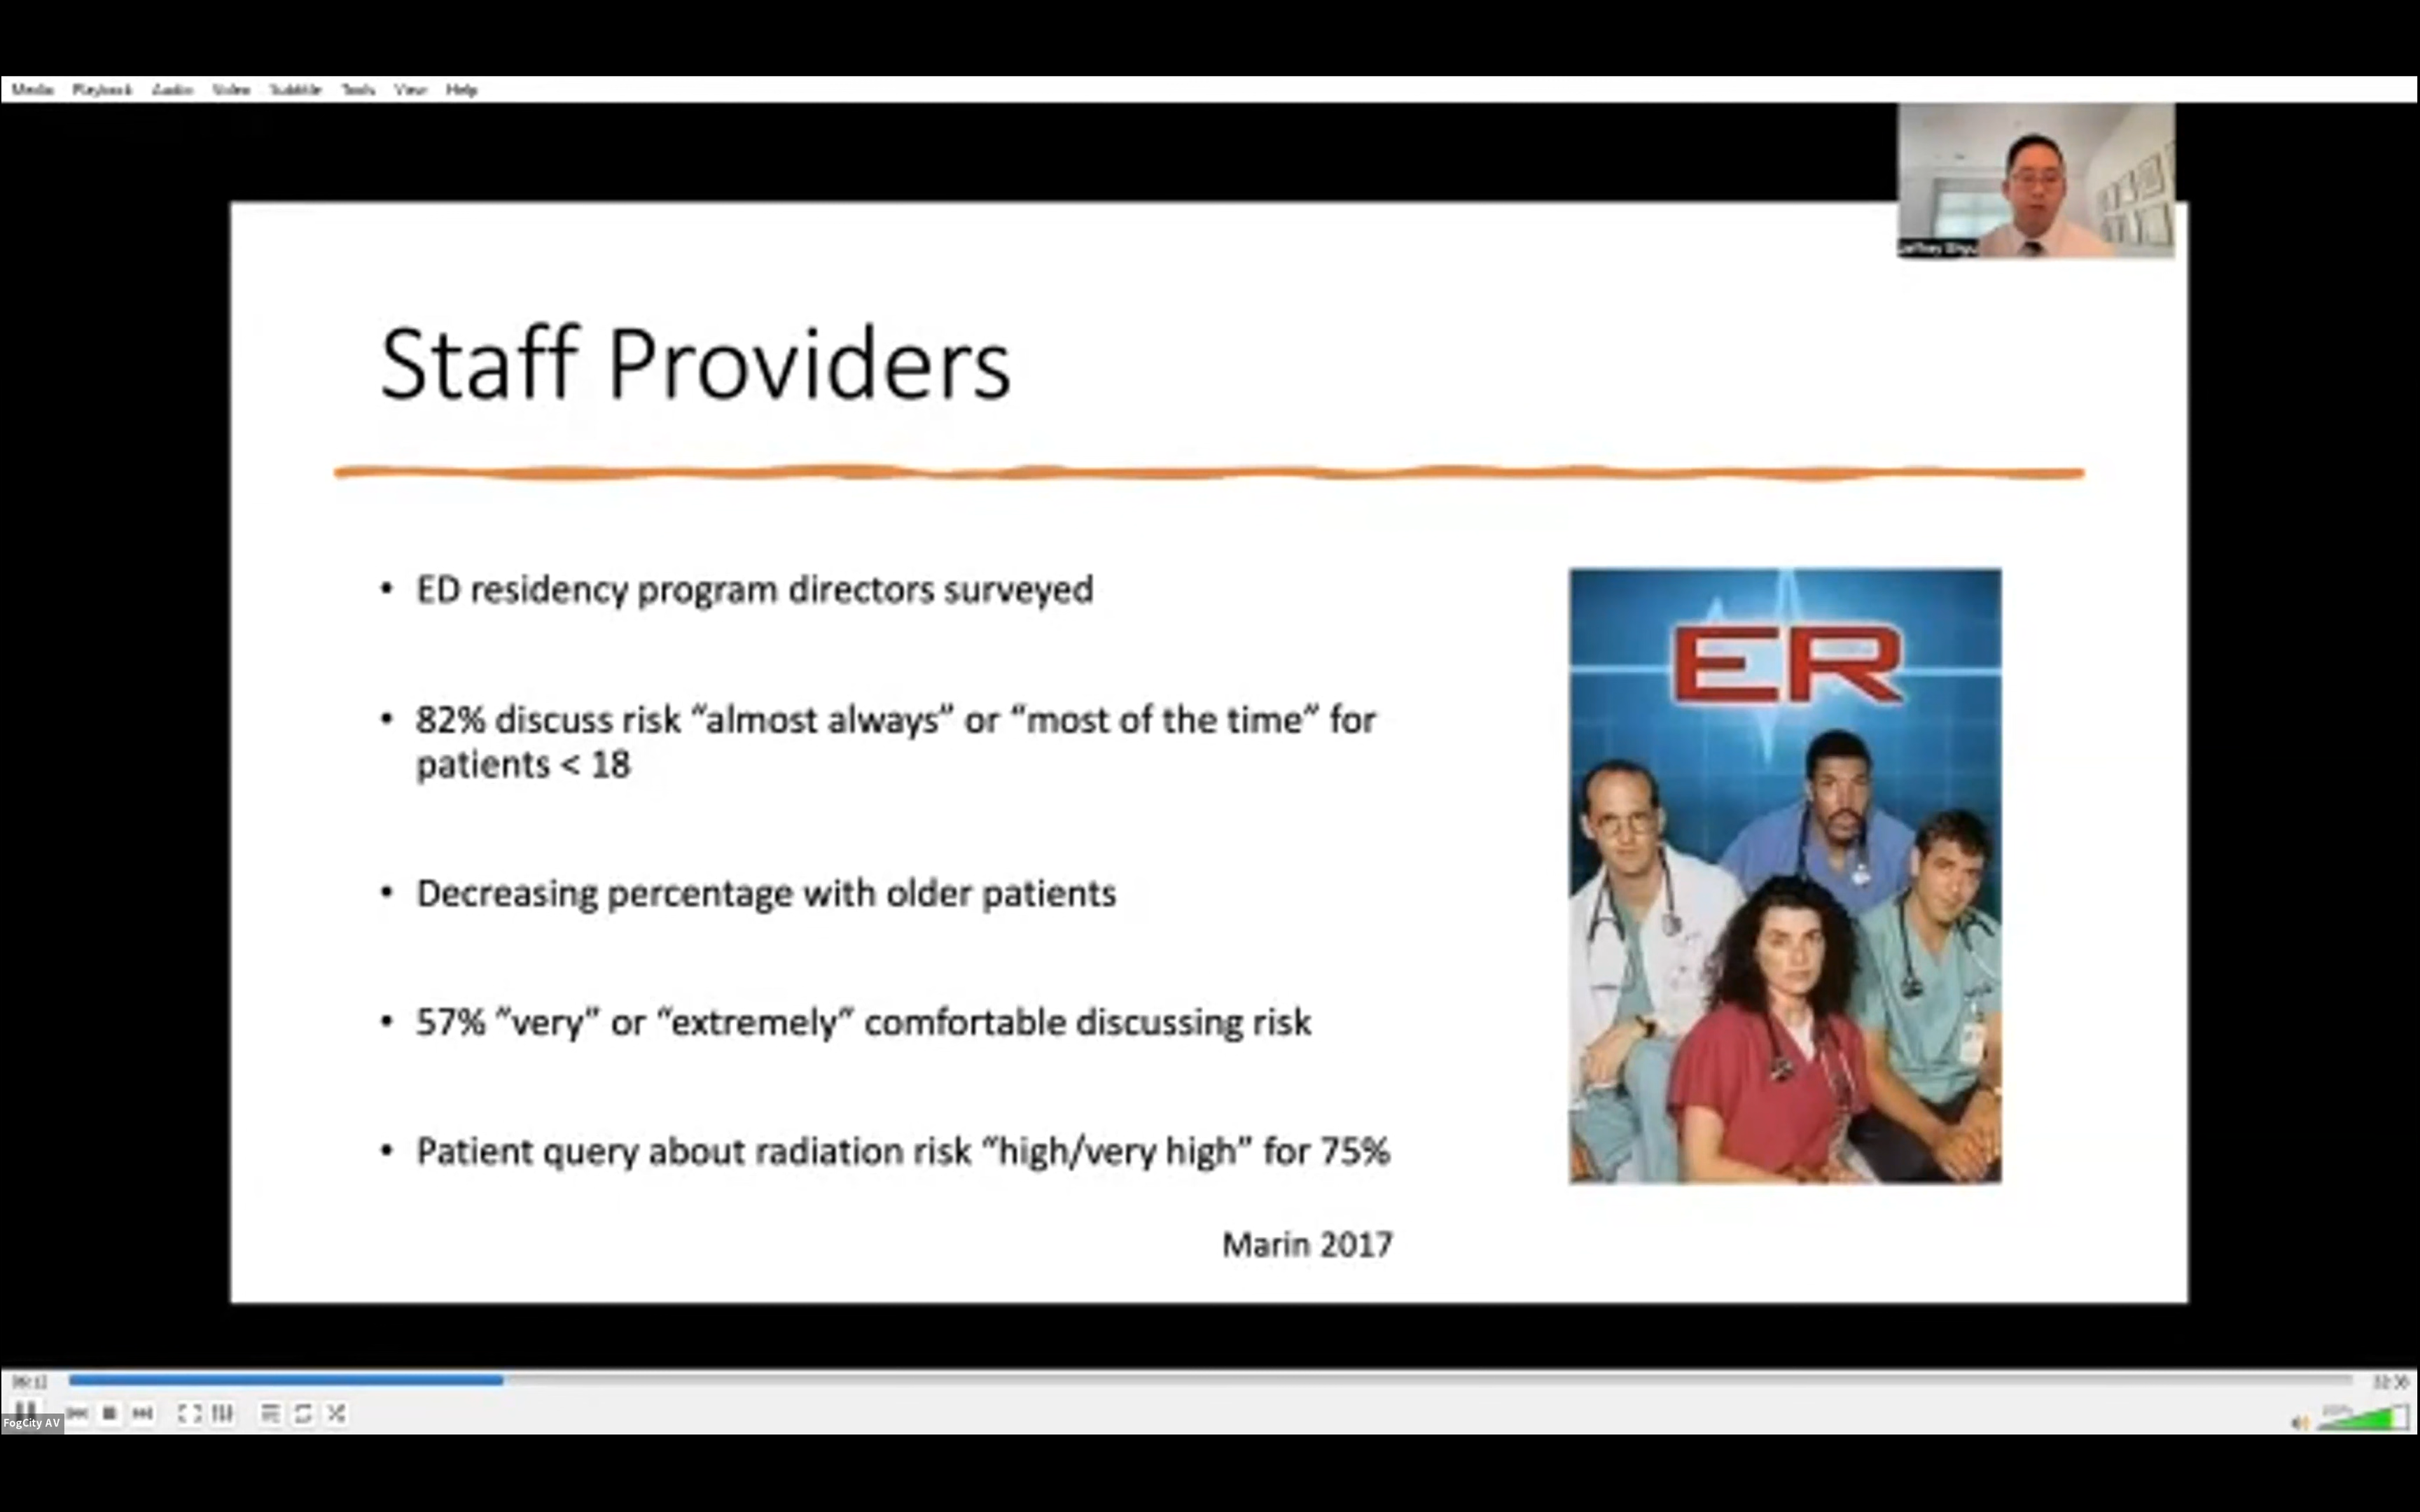 Media Playback Audio Video Subtitle Tools View Help
Staff Providers
• ED residency program directors surveyed
• 82% discuss risk “almost always” or “most of the time” for
patients < 18
• Decreasing percentage with older patients
• 57% “very” or “extremely” comfortable discussing risk
• Patient query about radiation risk “high/very high” for 75%
Marin 2017
ER
FogCity AV